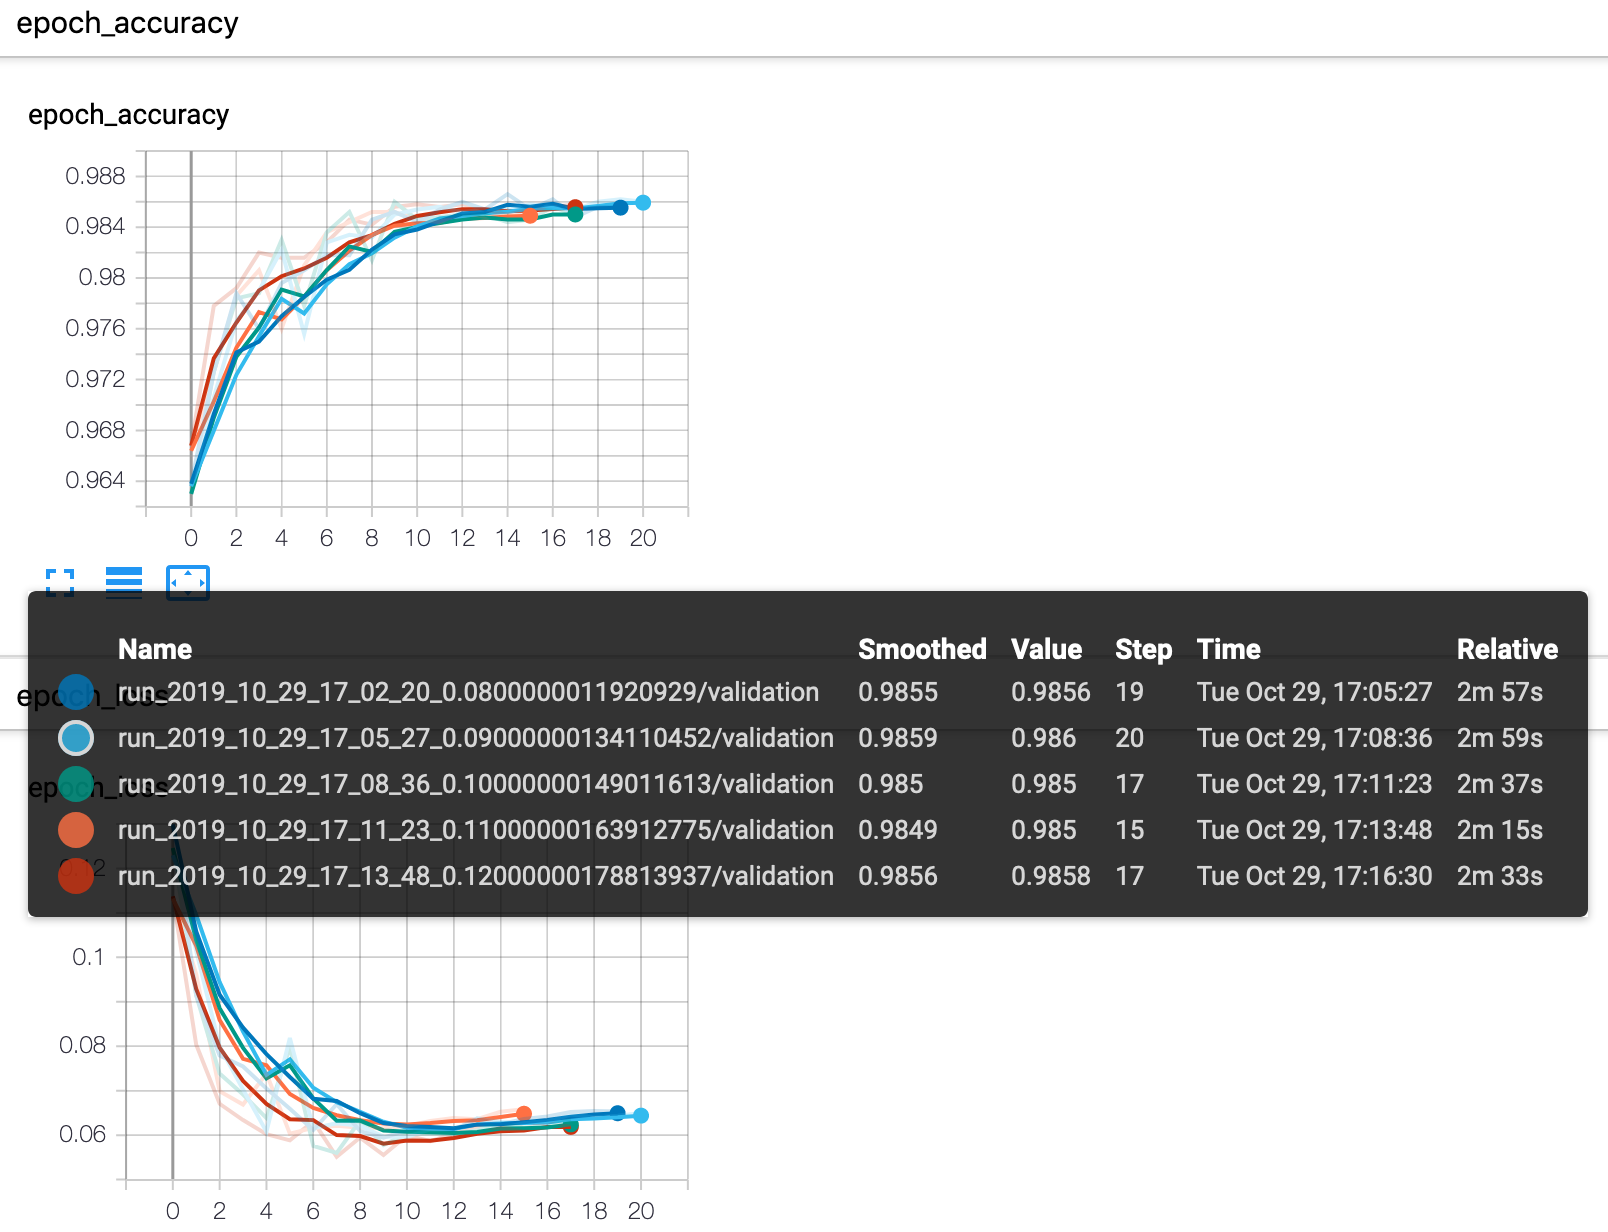 epoch_accuracy
epoch_accuracy
0.988
0.984
0.98
0.976
0.972
0.968
0.964
0 2 4 6 8 10 12 14 16 18 20
Name Smoothed Value Step Time Relative
epoch_loss
run_2019_10_29_17_02_20_0.0800000011920929/validation 0.9855 0.9856 19 Tue Oct 29, 17:05:27 2m 57s
run_2019_10_29_17_05_27_0.09000000134110452/validation 0.9859 0.986 20 Tue Oct 29, 17:08:36 2m 59s
epoch_loss
run_2019_10_29_17_08_36_0.10000000149011613/validation 0.985 0.985 17 Tue Oct 29, 17:11:23 2m 37s
run_2019_10_29_17_11_23_0.11000000163912775/validation 0.9849 0.985 15 Tue Oct 29, 17:13:48 2m 15s
0.12
run_2019_10_29_17_13_48_0.12000000178813937/validation 0.9856 0.9858 17 Tue Oct 29, 17:16:30 2m 33s
0.1
0.08
0.06
0 2 4 6 8 10 12 14 16 18 20